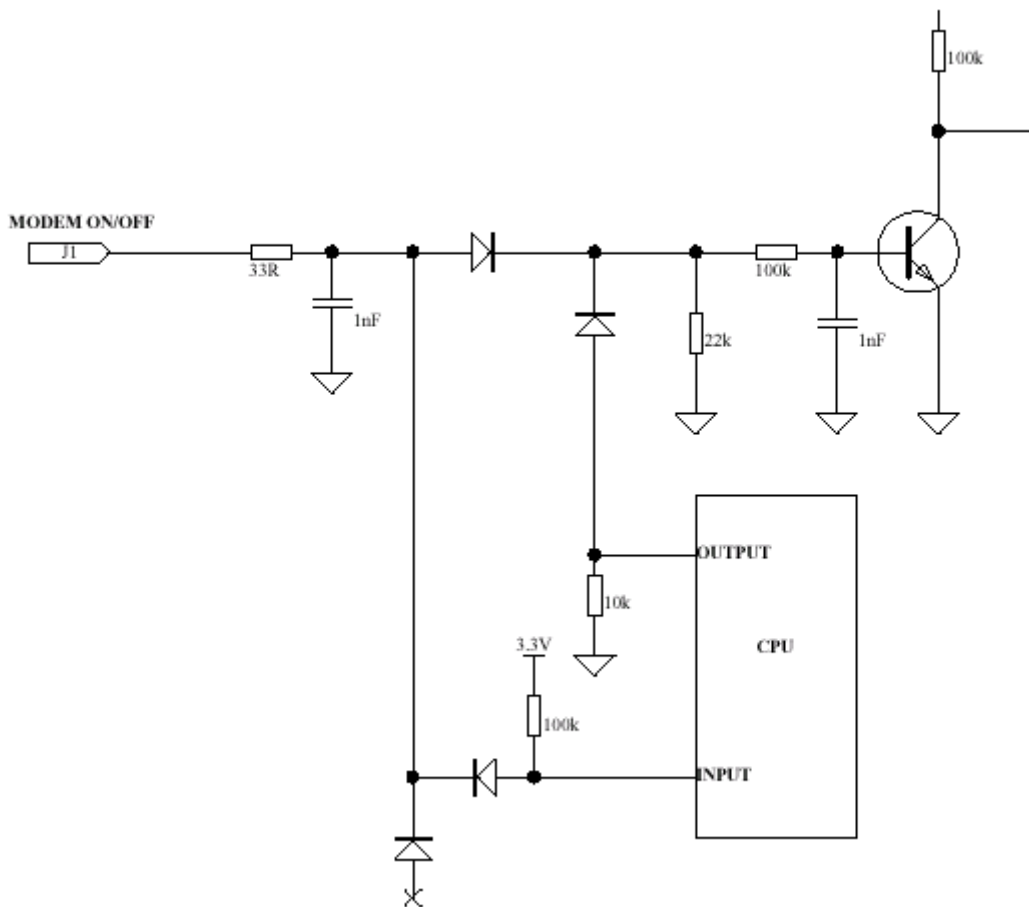 100k
MODEM ON/OFF
J1
33R
1nF
100k
22k
1nF
OUTPUT
10k
CPU
3.3V
100k
INPUT